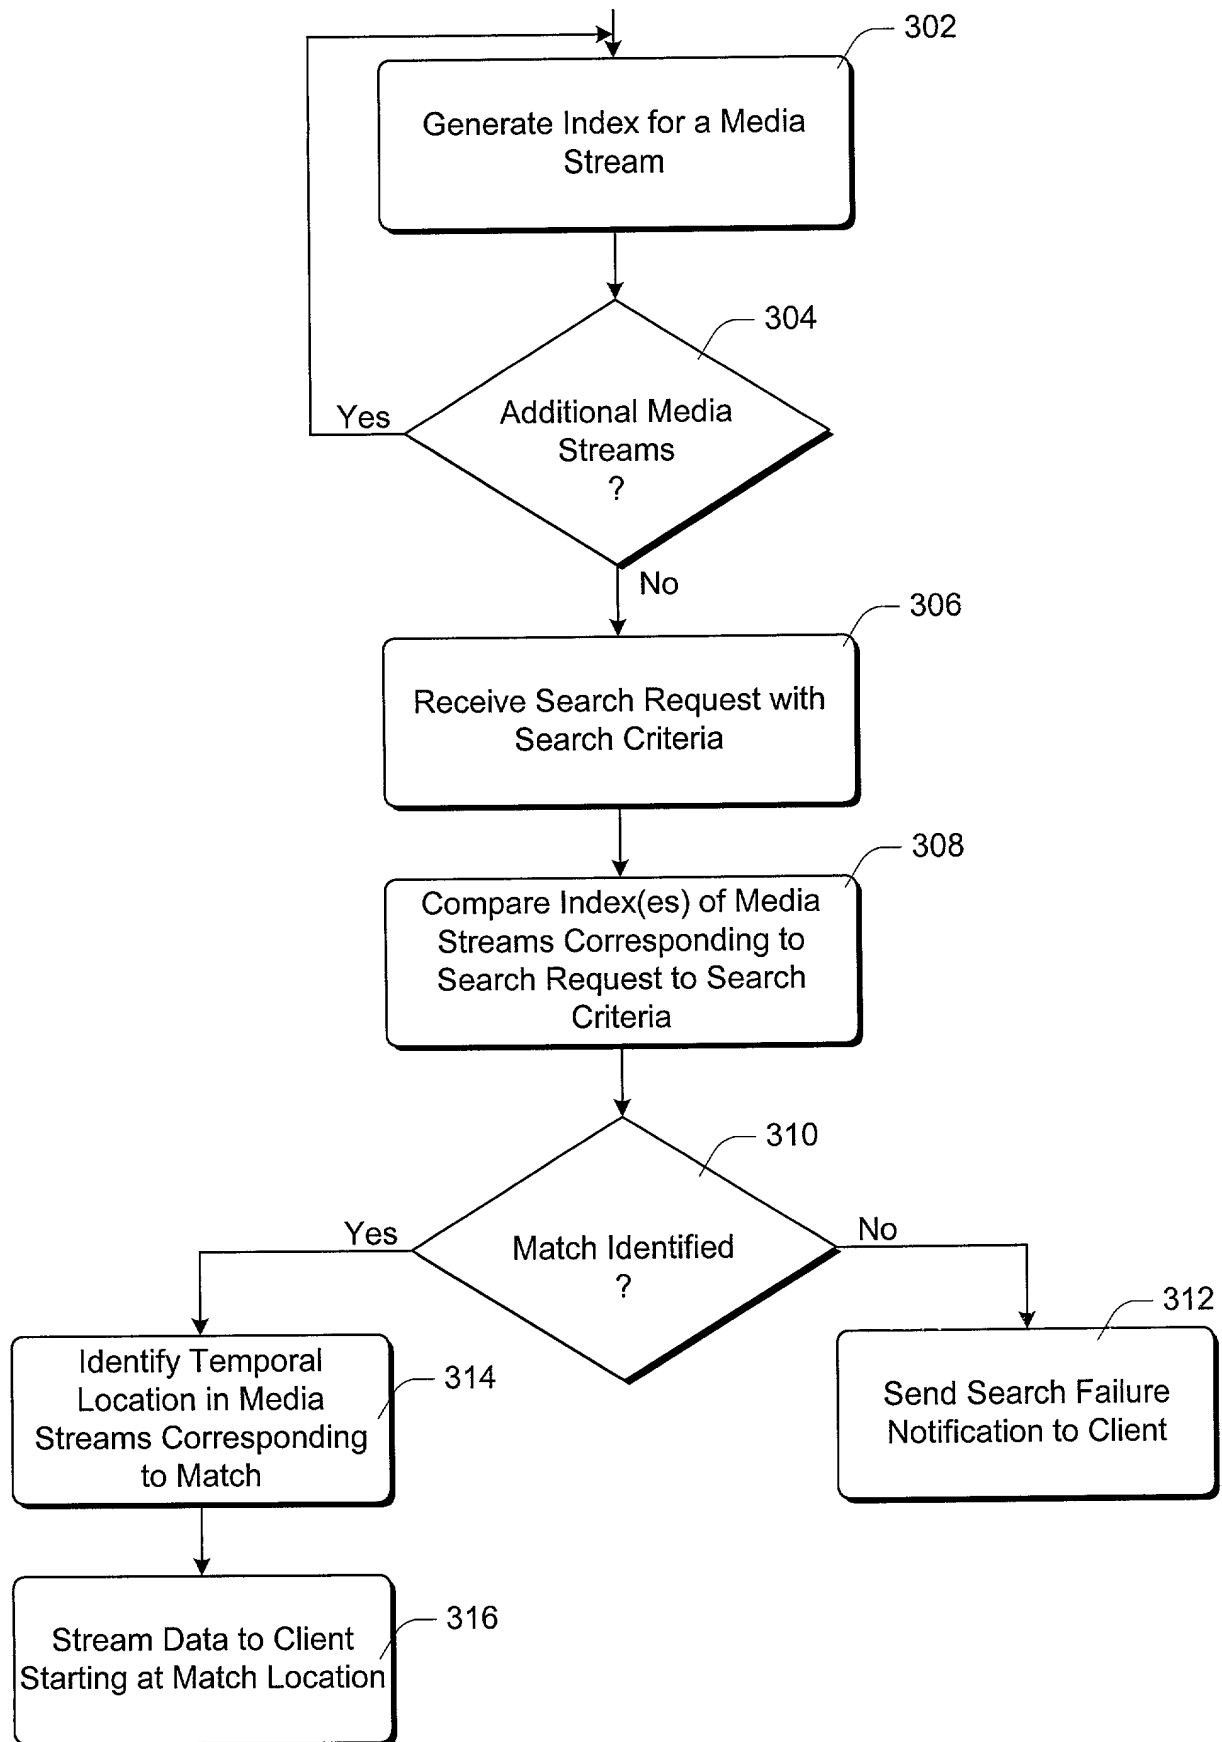 302
Generate Index for a Media
Stream
304
Yes
Additional Media
Streams
?
No
306
Receive Search Request with
Search Criteria
308
Compare Index(es) of Media
Streams Corresponding to
Search Request to Search
Criteria
310
Yes
Match Identified
?
No
312
Identify Temporal
Location in Media
Streams Corresponding
to Match
314
Send Search Failure
Notification to Client
316
Stream Data to Client
Starting at Match Location